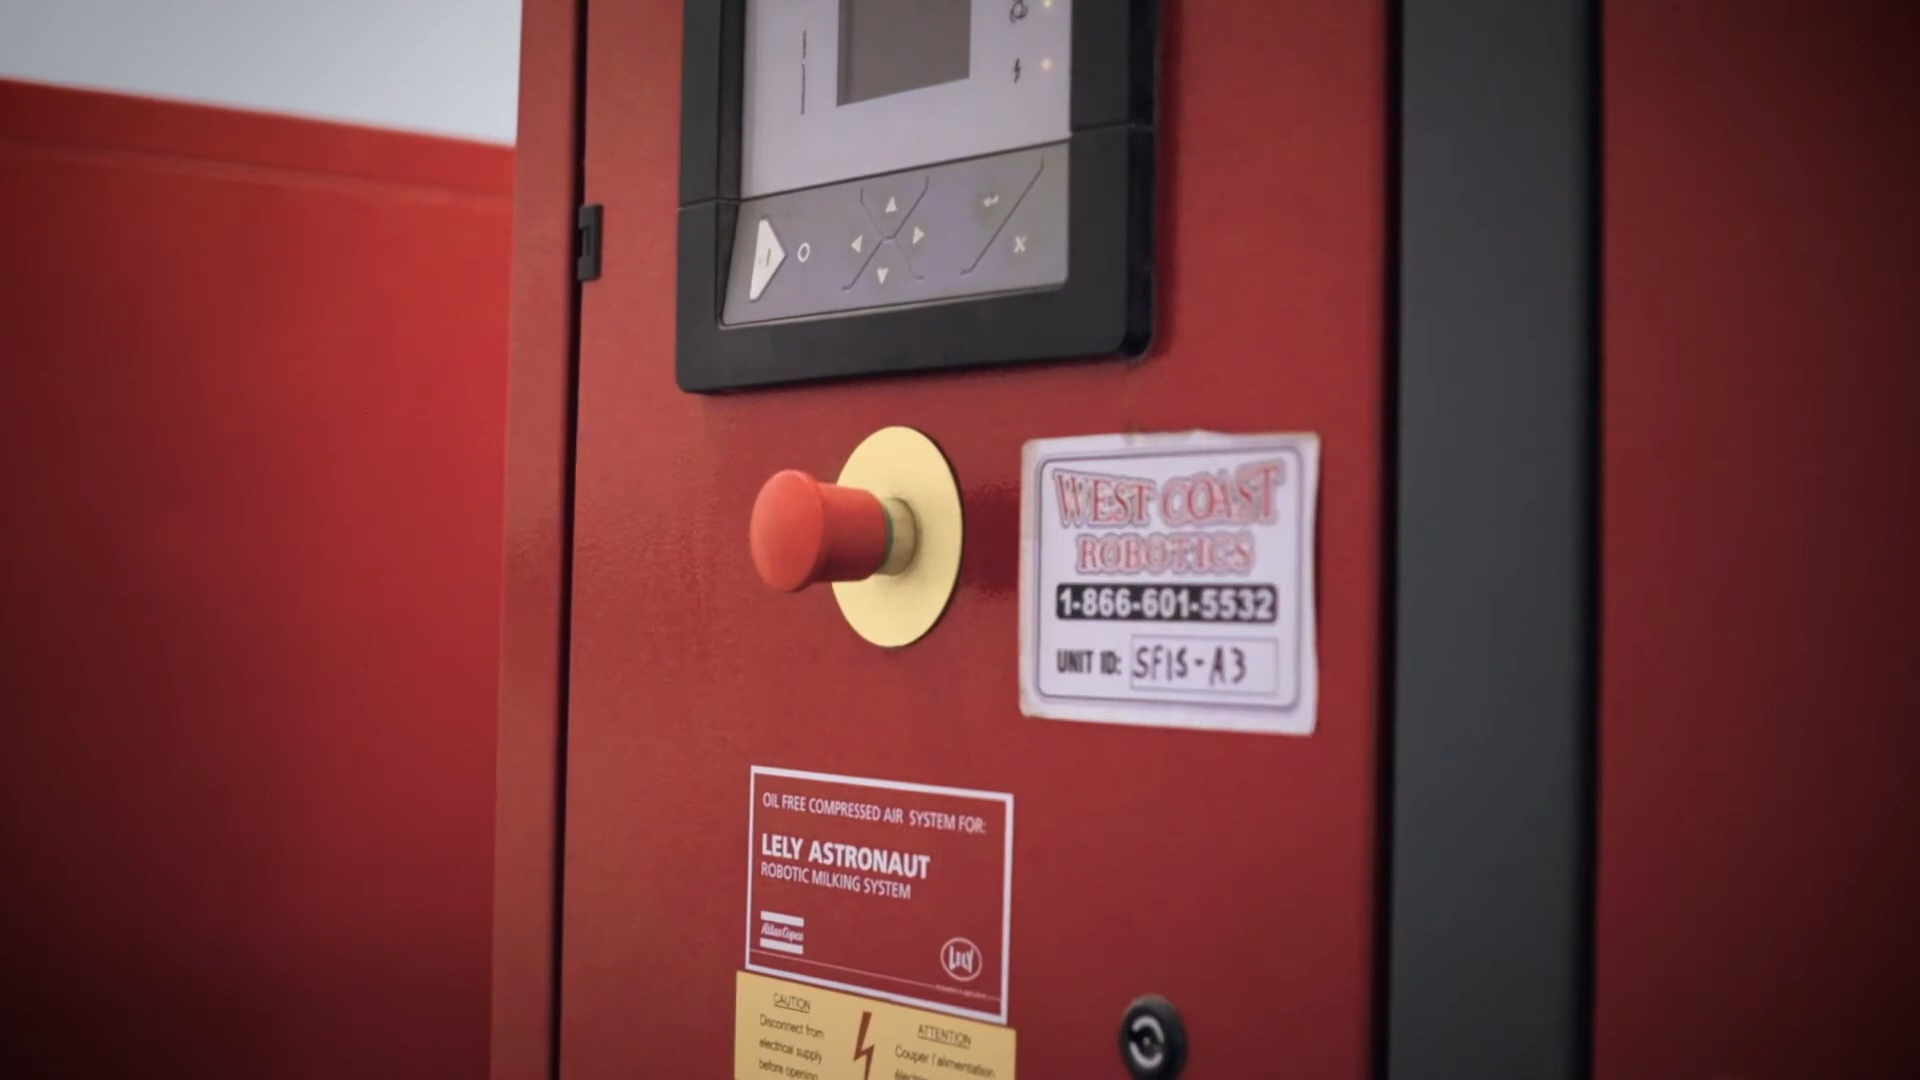 WEST COAST
ROBOTICS
1-866-601-5532
UNIT ID: SF1S-A3
OIL FREE COMPRESSED AIR SYSTEM FOR:
LELY ASTRONAUT
ROBOTIC MILKING SYSTEM
Atlas Copco
LELY
CAUTION
Disconnect from
electrical supply
before opening
ATTENTION
Couper l'alimentation